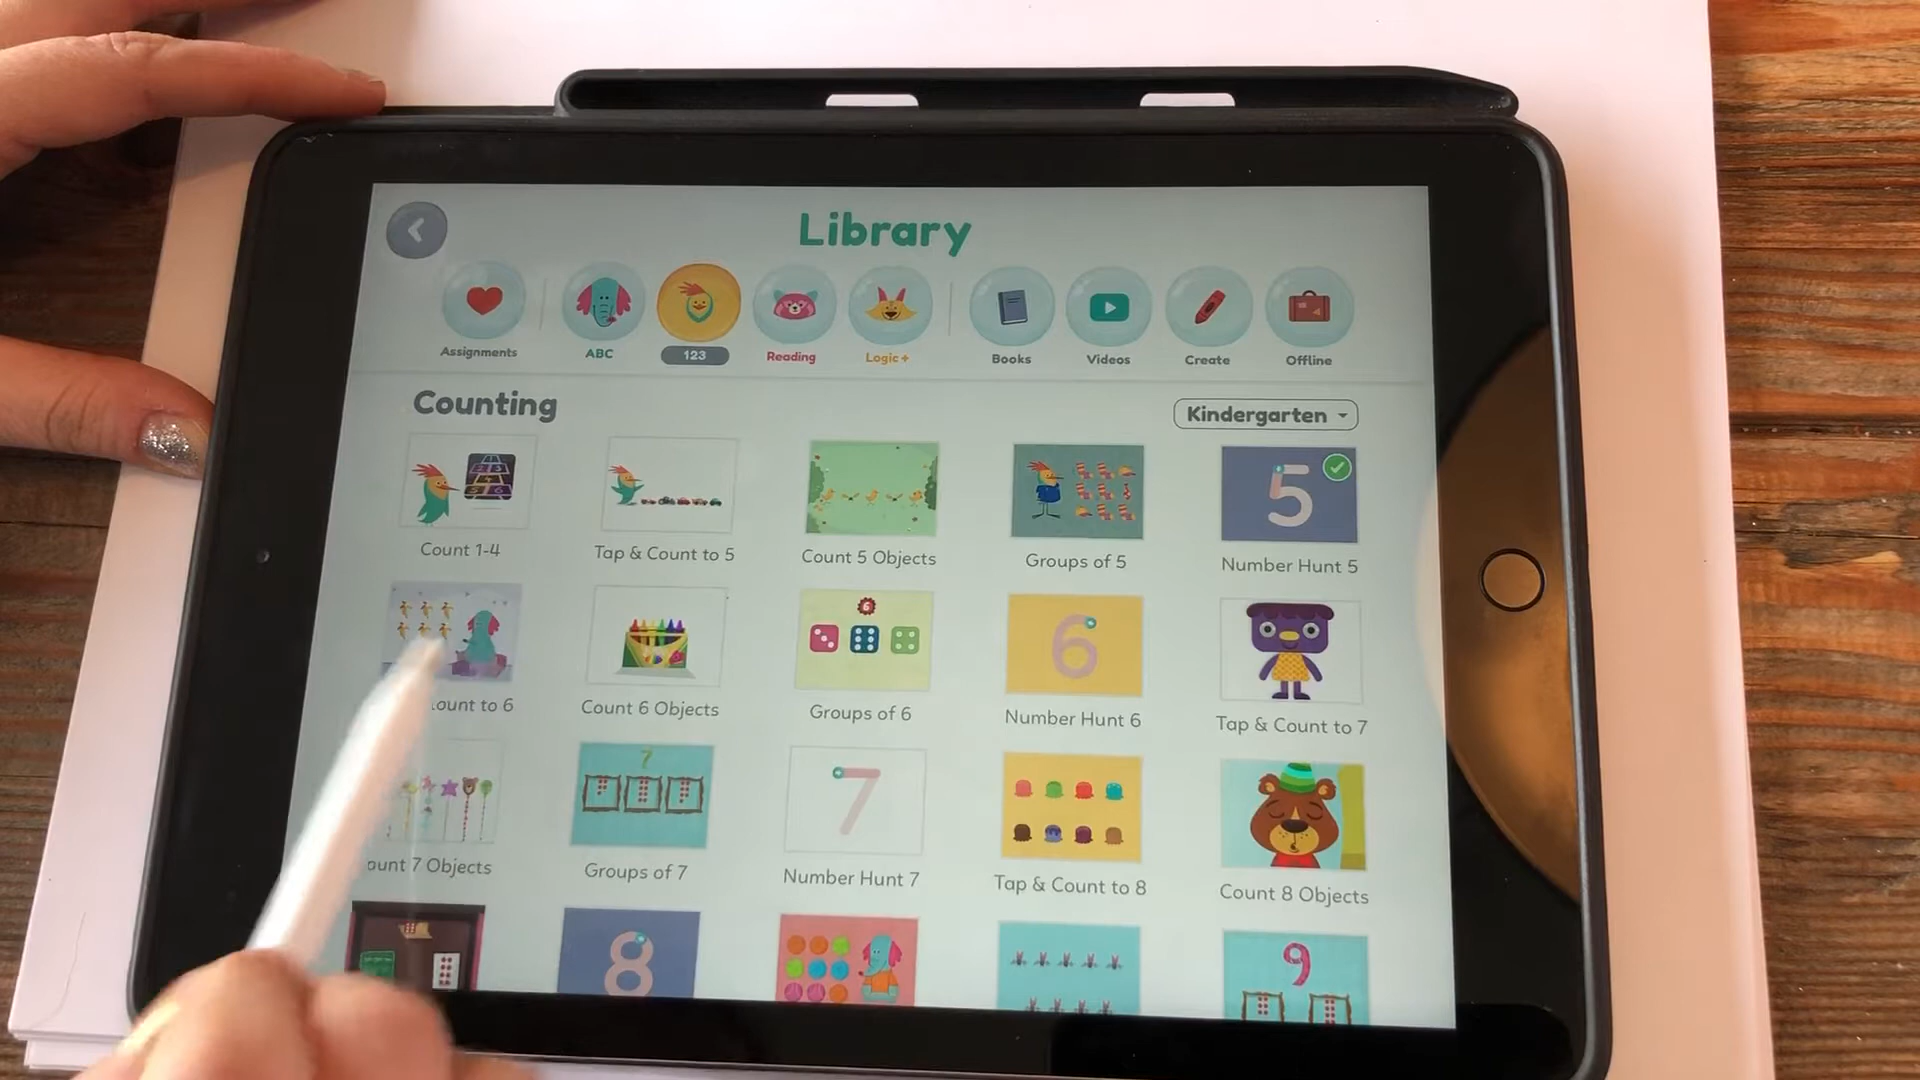 Library
Assignments
ABC
123
Reading
Logic+
Books
Videos
Create
Offline
Counting
Kindergarten
Count 1-4
Tap & Count to 5
Count 5 Objects
Groups of 5
Number Hunt 5
5
6
6
ount to 6
Count 6 Objects
Groups of 6
Number Hunt 6
Tap & Count to 7
7
7
ount 7 Objects
Groups of 7
Number Hunt 7
Tap & Count to 8
Count 8 Objects
8
9